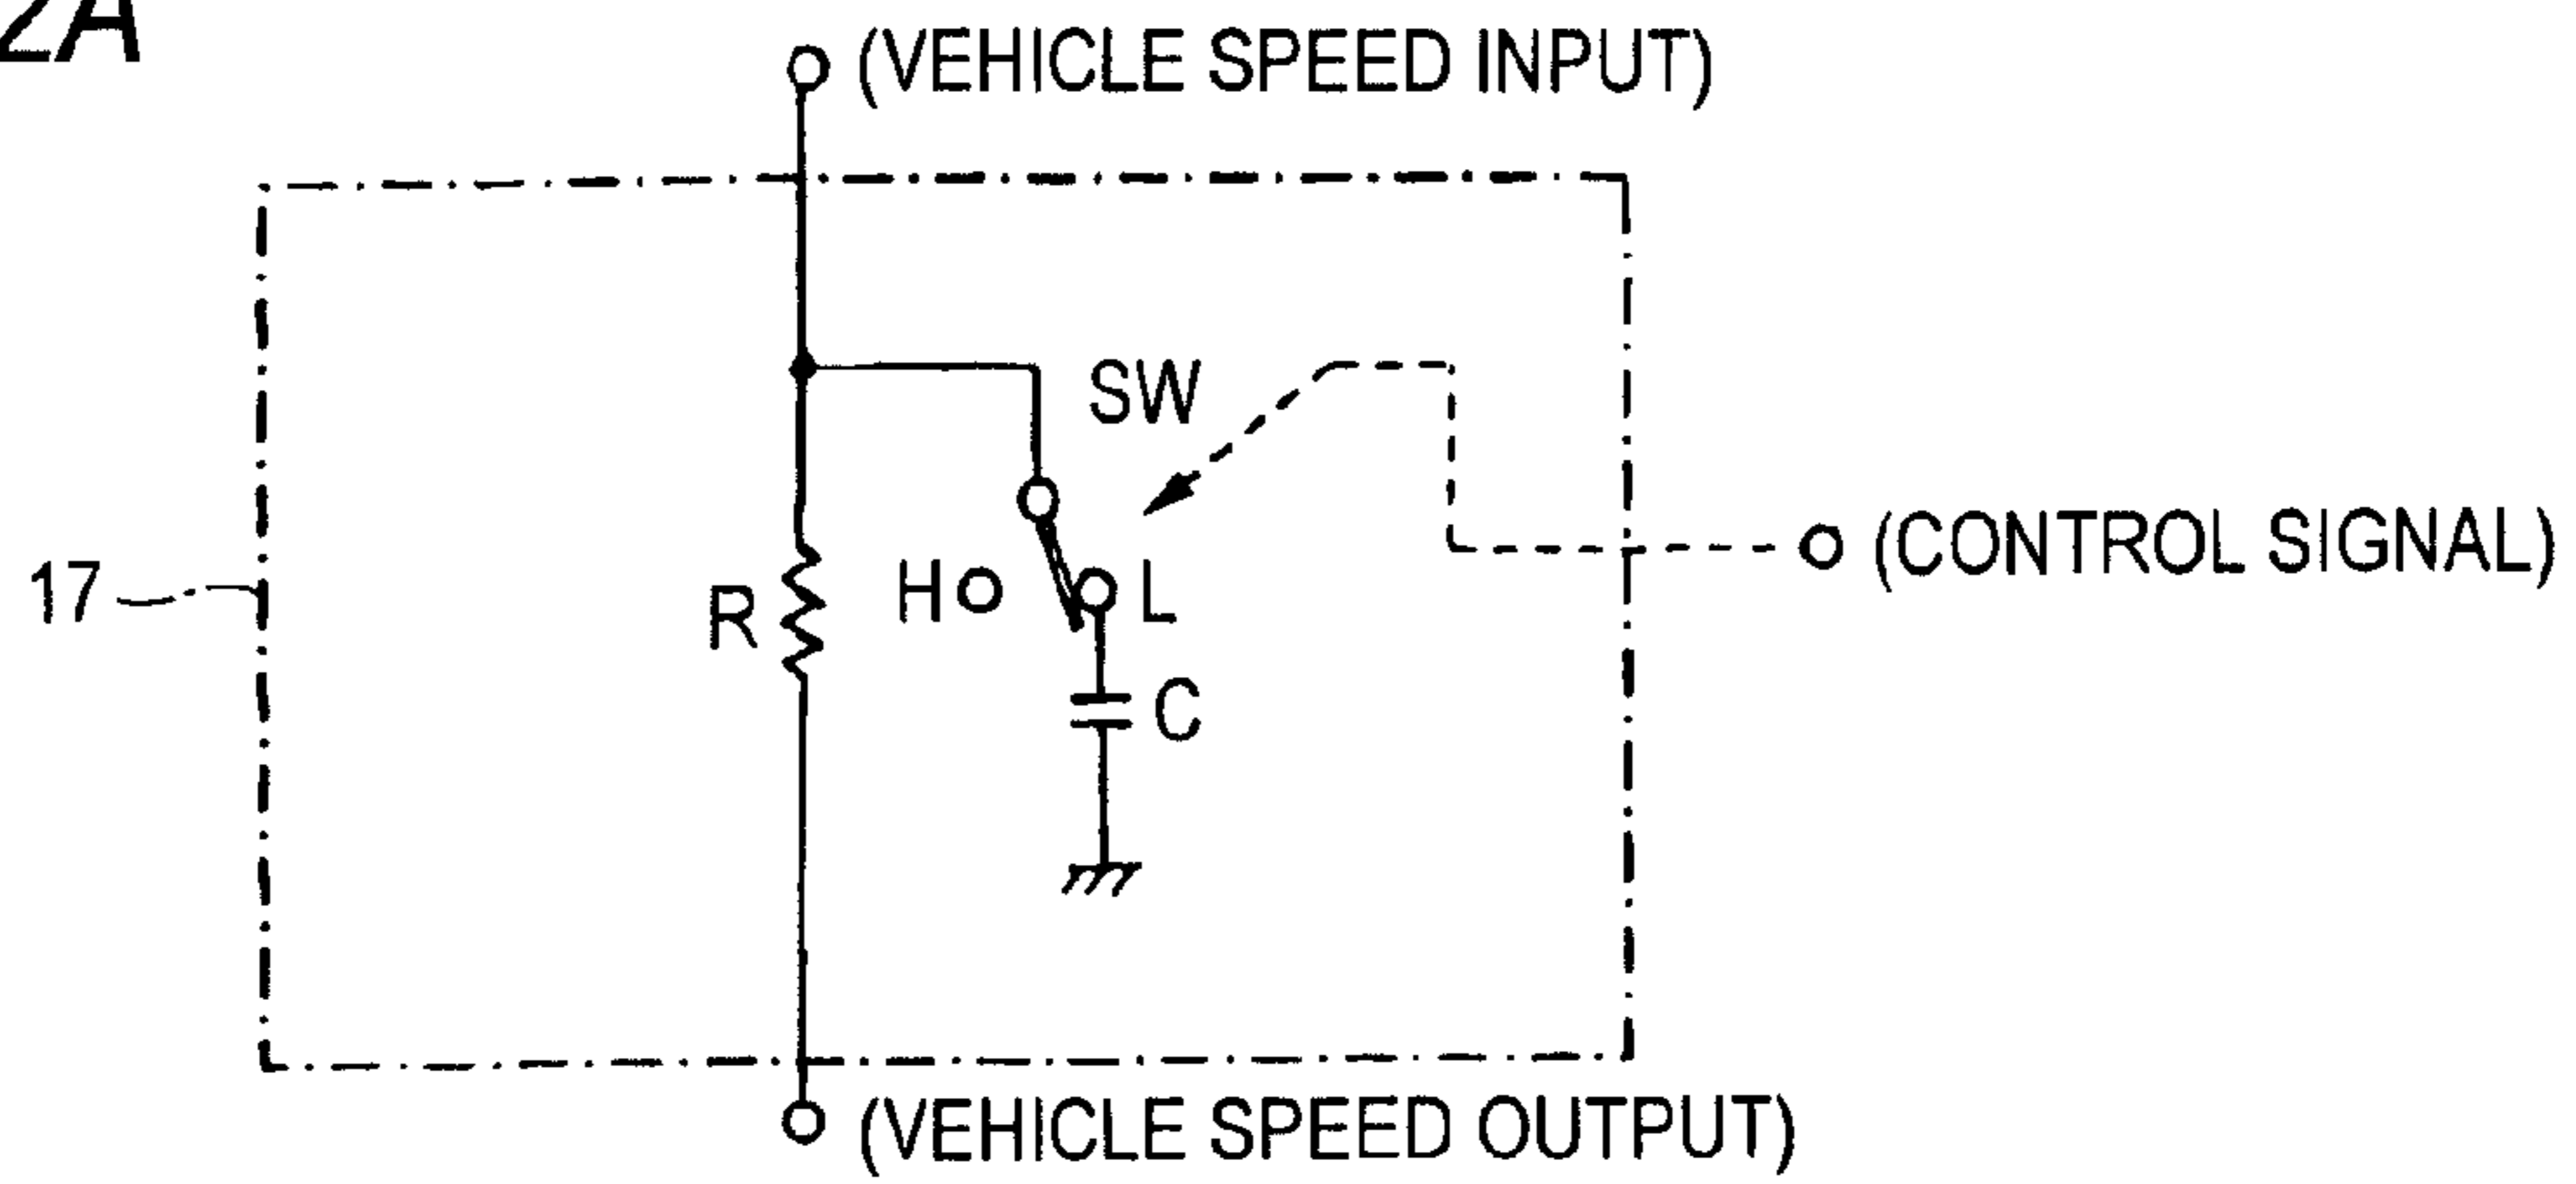 2A
(VEHICLE SPEED INPUT)
SW
(CONTROL SIGNAL)
17
R
H
L
C
(VEHICLE SPEED OUTPUT)